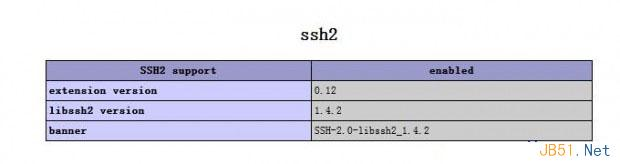 ssh2
SSH2 support enabled
extension version 0.12
libssh2 version 1.4.2
banner SSH-2.0-libssh2_1.4.2
JB51.Net